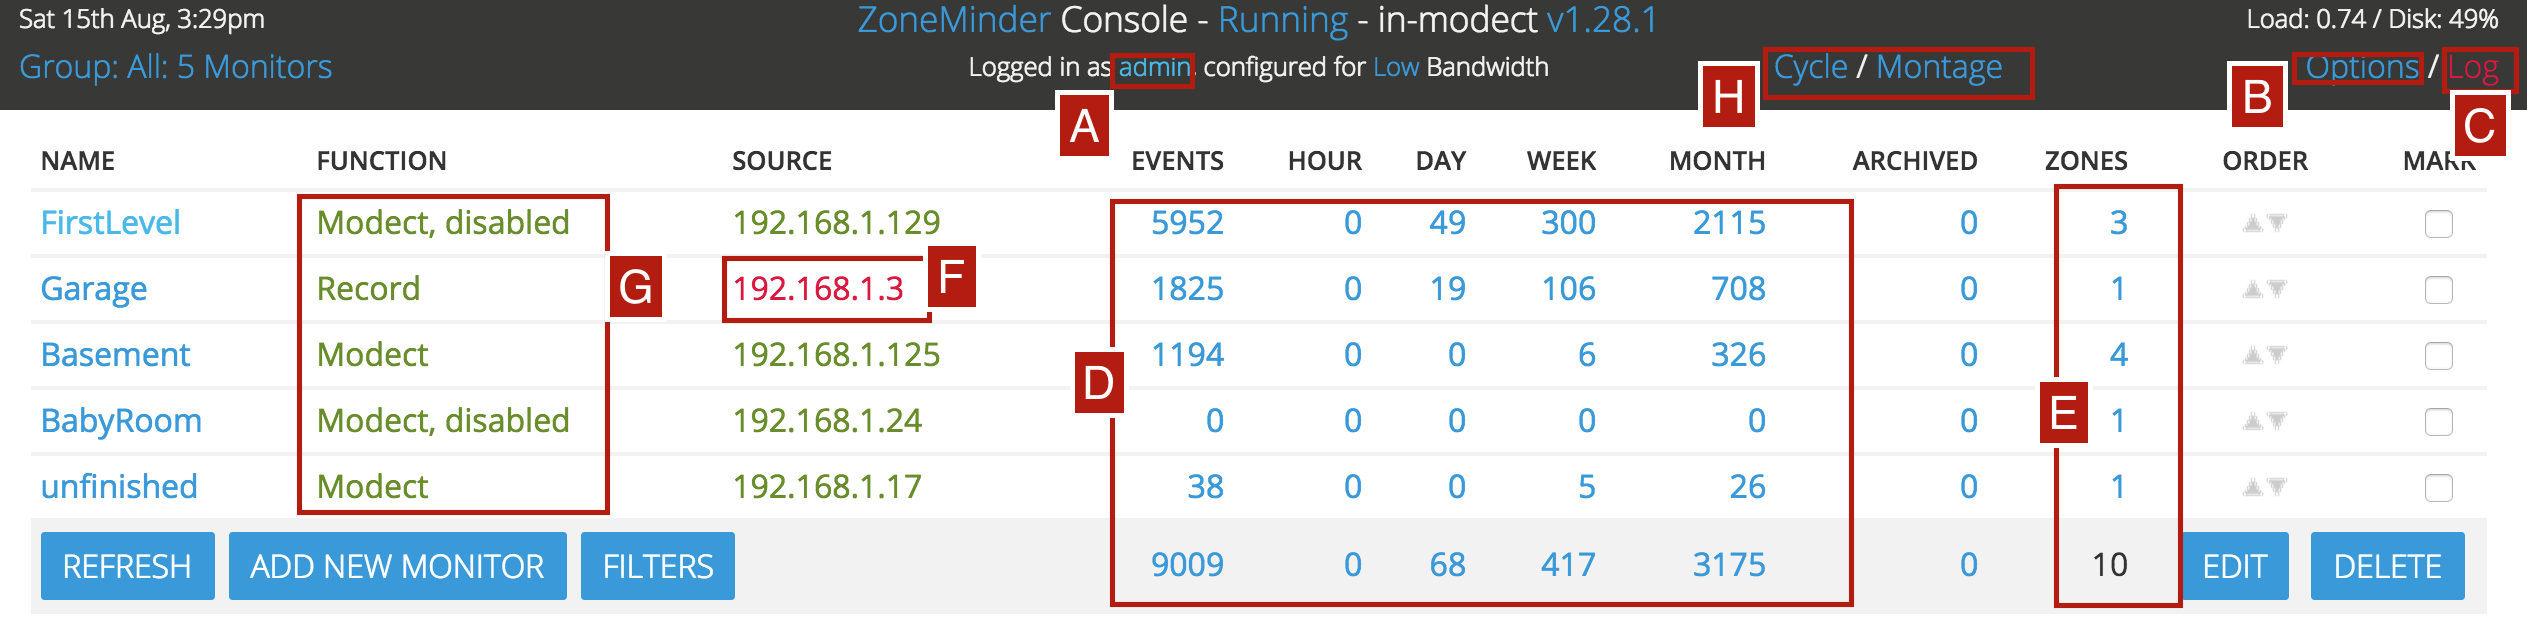 Sat 15th Aug, 3:29pm ZoneMinder Console - Running - in-modect v1.28.1 Load: 0.74 / Disk: 49%
Group: All: 5 Monitors Logged in as admin, configured for Low Bandwidth Cycle / Montage Options / Log
A H B C
NAME FUNCTION SOURCE EVENTS HOUR DAY WEEK MONTH ARCHIVED ZONES ORDER MARK
FirstLevel Modect, disabled 192.168.1.129 5952 0 49 300 2115 0 3
Garage Record G 192.168.1.3 F 1825 0 19 106 708 0 1
Basement Modect 192.168.1.125 1194 0 0 6 326 0 4
D
BabyRoom Modect, disabled 192.168.1.24 0 0 0 0 0 0 E 1
unfinished Modect 192.168.1.17 38 0 0 5 26 0 1
REFRESH ADD NEW MONITOR FILTERS 9009 0 68 417 3175 0 10 EDIT DELETE